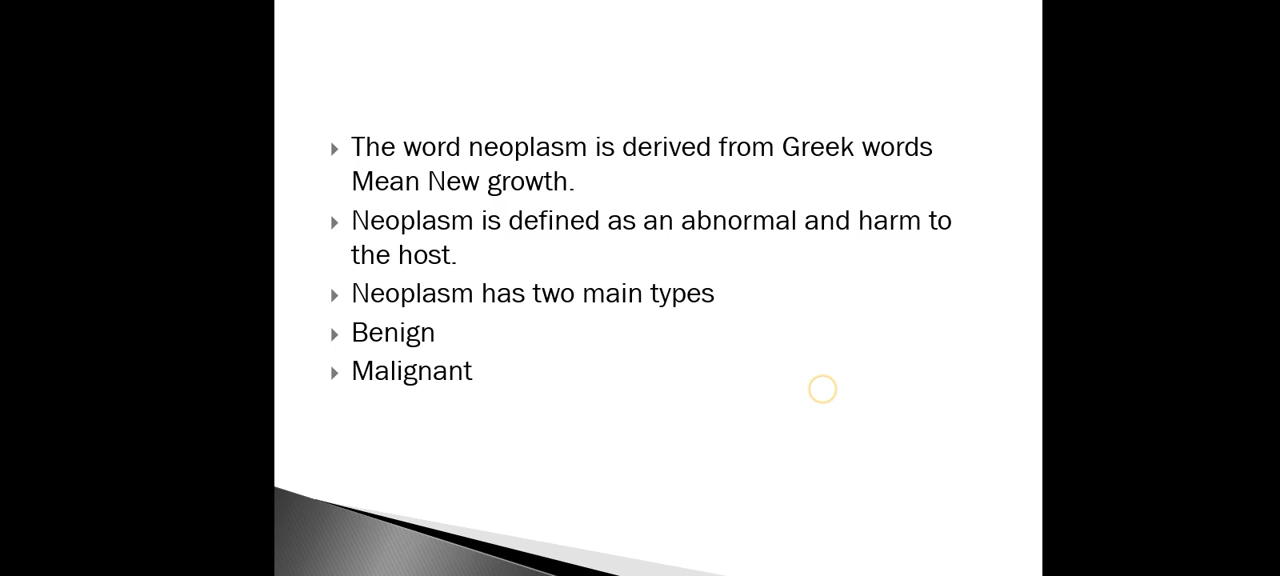 The word neoplasm is derived from Greek words
Mean New growth.
Neoplasm is defined as an abnormal and harm to
the host.
Neoplasm has two main types
Benign
Malignant